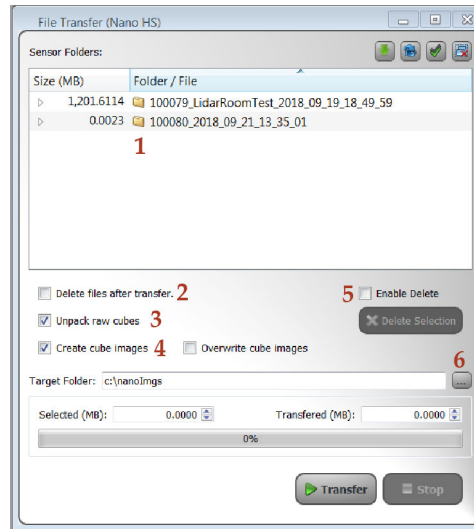 File Transfer (Nano HS)
Sensor Folders:
Size (MB) Folder / File
1,201.6114 100079_LidarRoomTest_2018_09_19_18_49_59
0.0023 100080_2018_09_21_13_35_01
1
Delete files after transfer. 2 5 Enable Delete
Unpack raw cubes 3 Delete Selection
Create cube images 4 Overwrite cube images
6
Target Folder: c:\nanoImgs ...
Selected (MB): 0.0000 Transfered (MB): 0.0000
0%
Transfer Stop